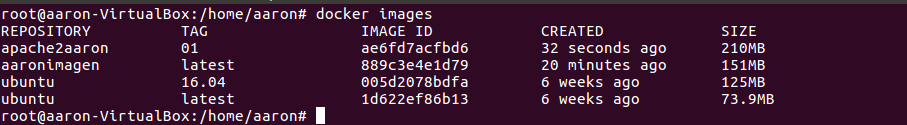 root@aaron-VirtualBox:/home/aaron# docker images
REPOSITORY TAG IMAGE ID CREATED SIZE
apache2aaron 01 ae6fd7acfbd6 32 seconds ago 210MB
aaronimagen latest 889c3e4e1d79 20 minutes ago 151MB
ubuntu 16.04 005d2078bdfa 6 weeks ago 125MB
ubuntu latest 1d622ef86b13 6 weeks ago 73.9MB
root@aaron-VirtualBox:/home/aaron#